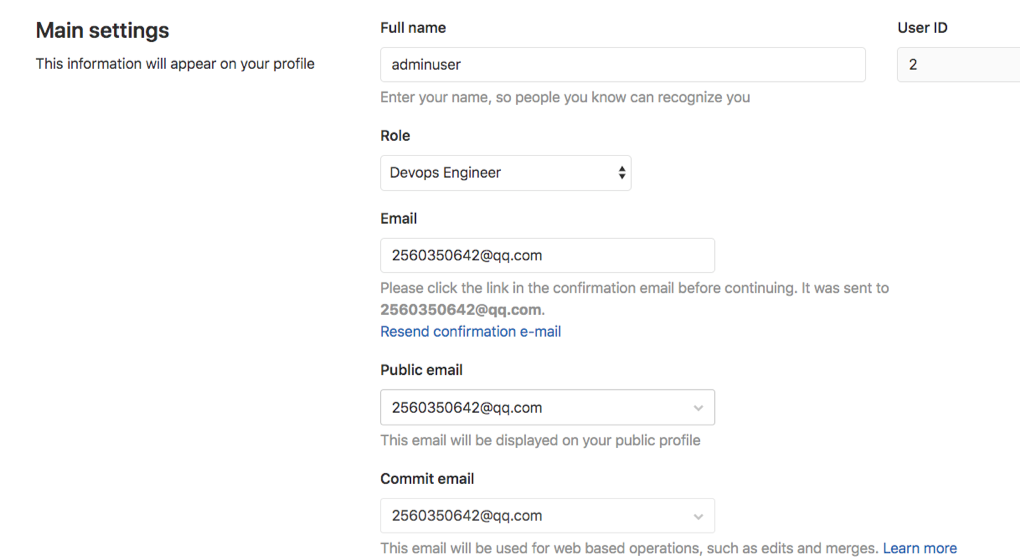 Main settings
This information will appear on your profile
Full name
adminuser
Enter your name, so people you know can recognize you
User ID
2
Role
Devops Engineer
Email
2560350642@qq.com
Please click the link in the confirmation email before continuing. It was sent to
2560350642@qq.com.
Resend confirmation e-mail
Public email
2560350642@qq.com
This email will be displayed on your public profile
Commit email
2560350642@qq.com
This email will be used for web based operations, such as edits and merges. Learn more